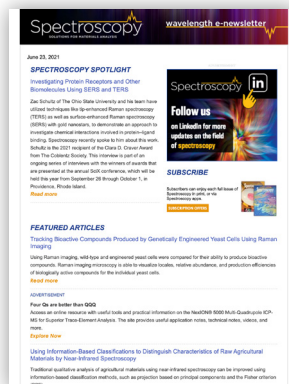 Spectroscopy
SOLUTIONS FOR MATERIALS ANALYSIS
wavelength e-newsletter
June 23, 2021
SPECTROSCOPY SPOTLIGHT
Investigating Protein Receptors and Other
Biomolecules Using SERS and TERS
Zac Schultz of The Ohio State University and his team have
utilized techniques like tip-enhanced Raman spectroscopy
(TERS) as well as surface-enhanced Raman spectroscopy
(SERS) with gold nanostars, to demonstrate an approach to
investigate chemical interactions involved in protein–ligand
binding. Spectroscopy recently spoke to him about this work.
Schultz is the 2021 recipient of the Clara D. Craver Award
from The Coblentz Society. This interview is part of an
ongoing series of interviews with the winners of awards that
are presented at the annual SciX conference, which will be
held this year from September 26 through October 1, in
Providence, Rhode Island.
Read more
Spectroscopy
in
Follow us
on LinkedIn for more
updates on the field
of spectroscopy
SUBSCRIBE
Subscribers can enjoy each full issue of
Spectroscopy in print, or via
Spectroscopy apps.
SUBSCRIPTION OFFERS
FEATURED ARTICLES
Tracking Bioactive Compounds Produced by Genetically Engineered Yeast Cells Using Raman
Imaging
Using Raman imaging, wild-type and engineered yeast cells were compared for their ability to produce bioactive
compounds. Raman imaging microscopy is able to visualize locales, relative abundance, and production efficiencies
of biologically active compounds for the individual yeast cells.
Read more
ADVERTISEMENT
Four Qs are better than QQQ
Access an online resource with useful tools and practical information on the NexION® 5000 Multi-Quadrupole ICP-
MS for Superior Trace-Element Analysis. The site provides useful application notes, technical notes, videos, and
more.
Explore Now
Using Information-Based Classifications to Distinguish Characteristics of Raw Agricultural
Materials by Near-Infrared Spectroscopy
Traditional qualitative analysis of agricultural materials using near-infrared spectroscopy can be improved using
information-based classification methods, such as projection based on principal components and the Fisher criterion